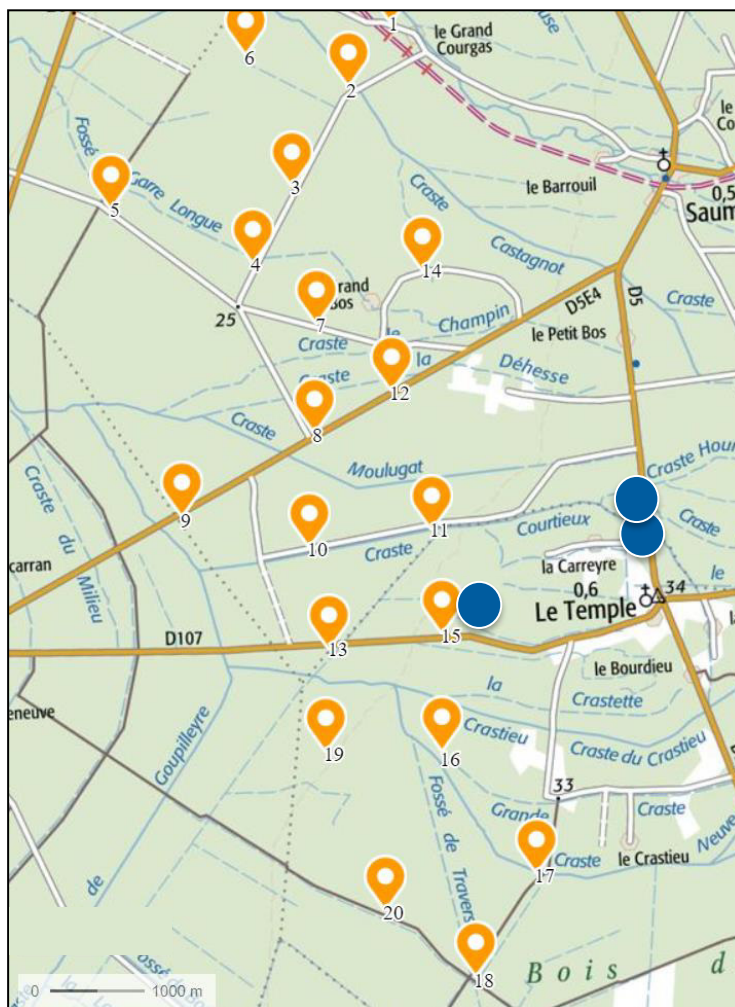 1
le Grand
Courgas
6
2
Fossé
Garre
Longue
3
5
4
le Barrouil
0,5
Saum
Craste
Castagnot
14
25
rand
Bos
7
D5E4
D5
Craste
Champin
le Petit Bos
Craste
le
Craste
la
Déhesse
12
8
Craste
Moulugat
Craste Hour
9
Craste
du
Milieu
10
11
Craste
Courtieux
Craste
carran
la Carreyre
le
0,6
34
Le Temple
D107
13
15
le Bourdieu
eneuve
la
Crastette
Goupilleyre
19
16
Crastieu
Craste du Crastieu
33
Fossé
de
Travers
Grande
Craste
Neuve
Craste
le Crastieu
17
de
20
18
Bois d
0 1000 m